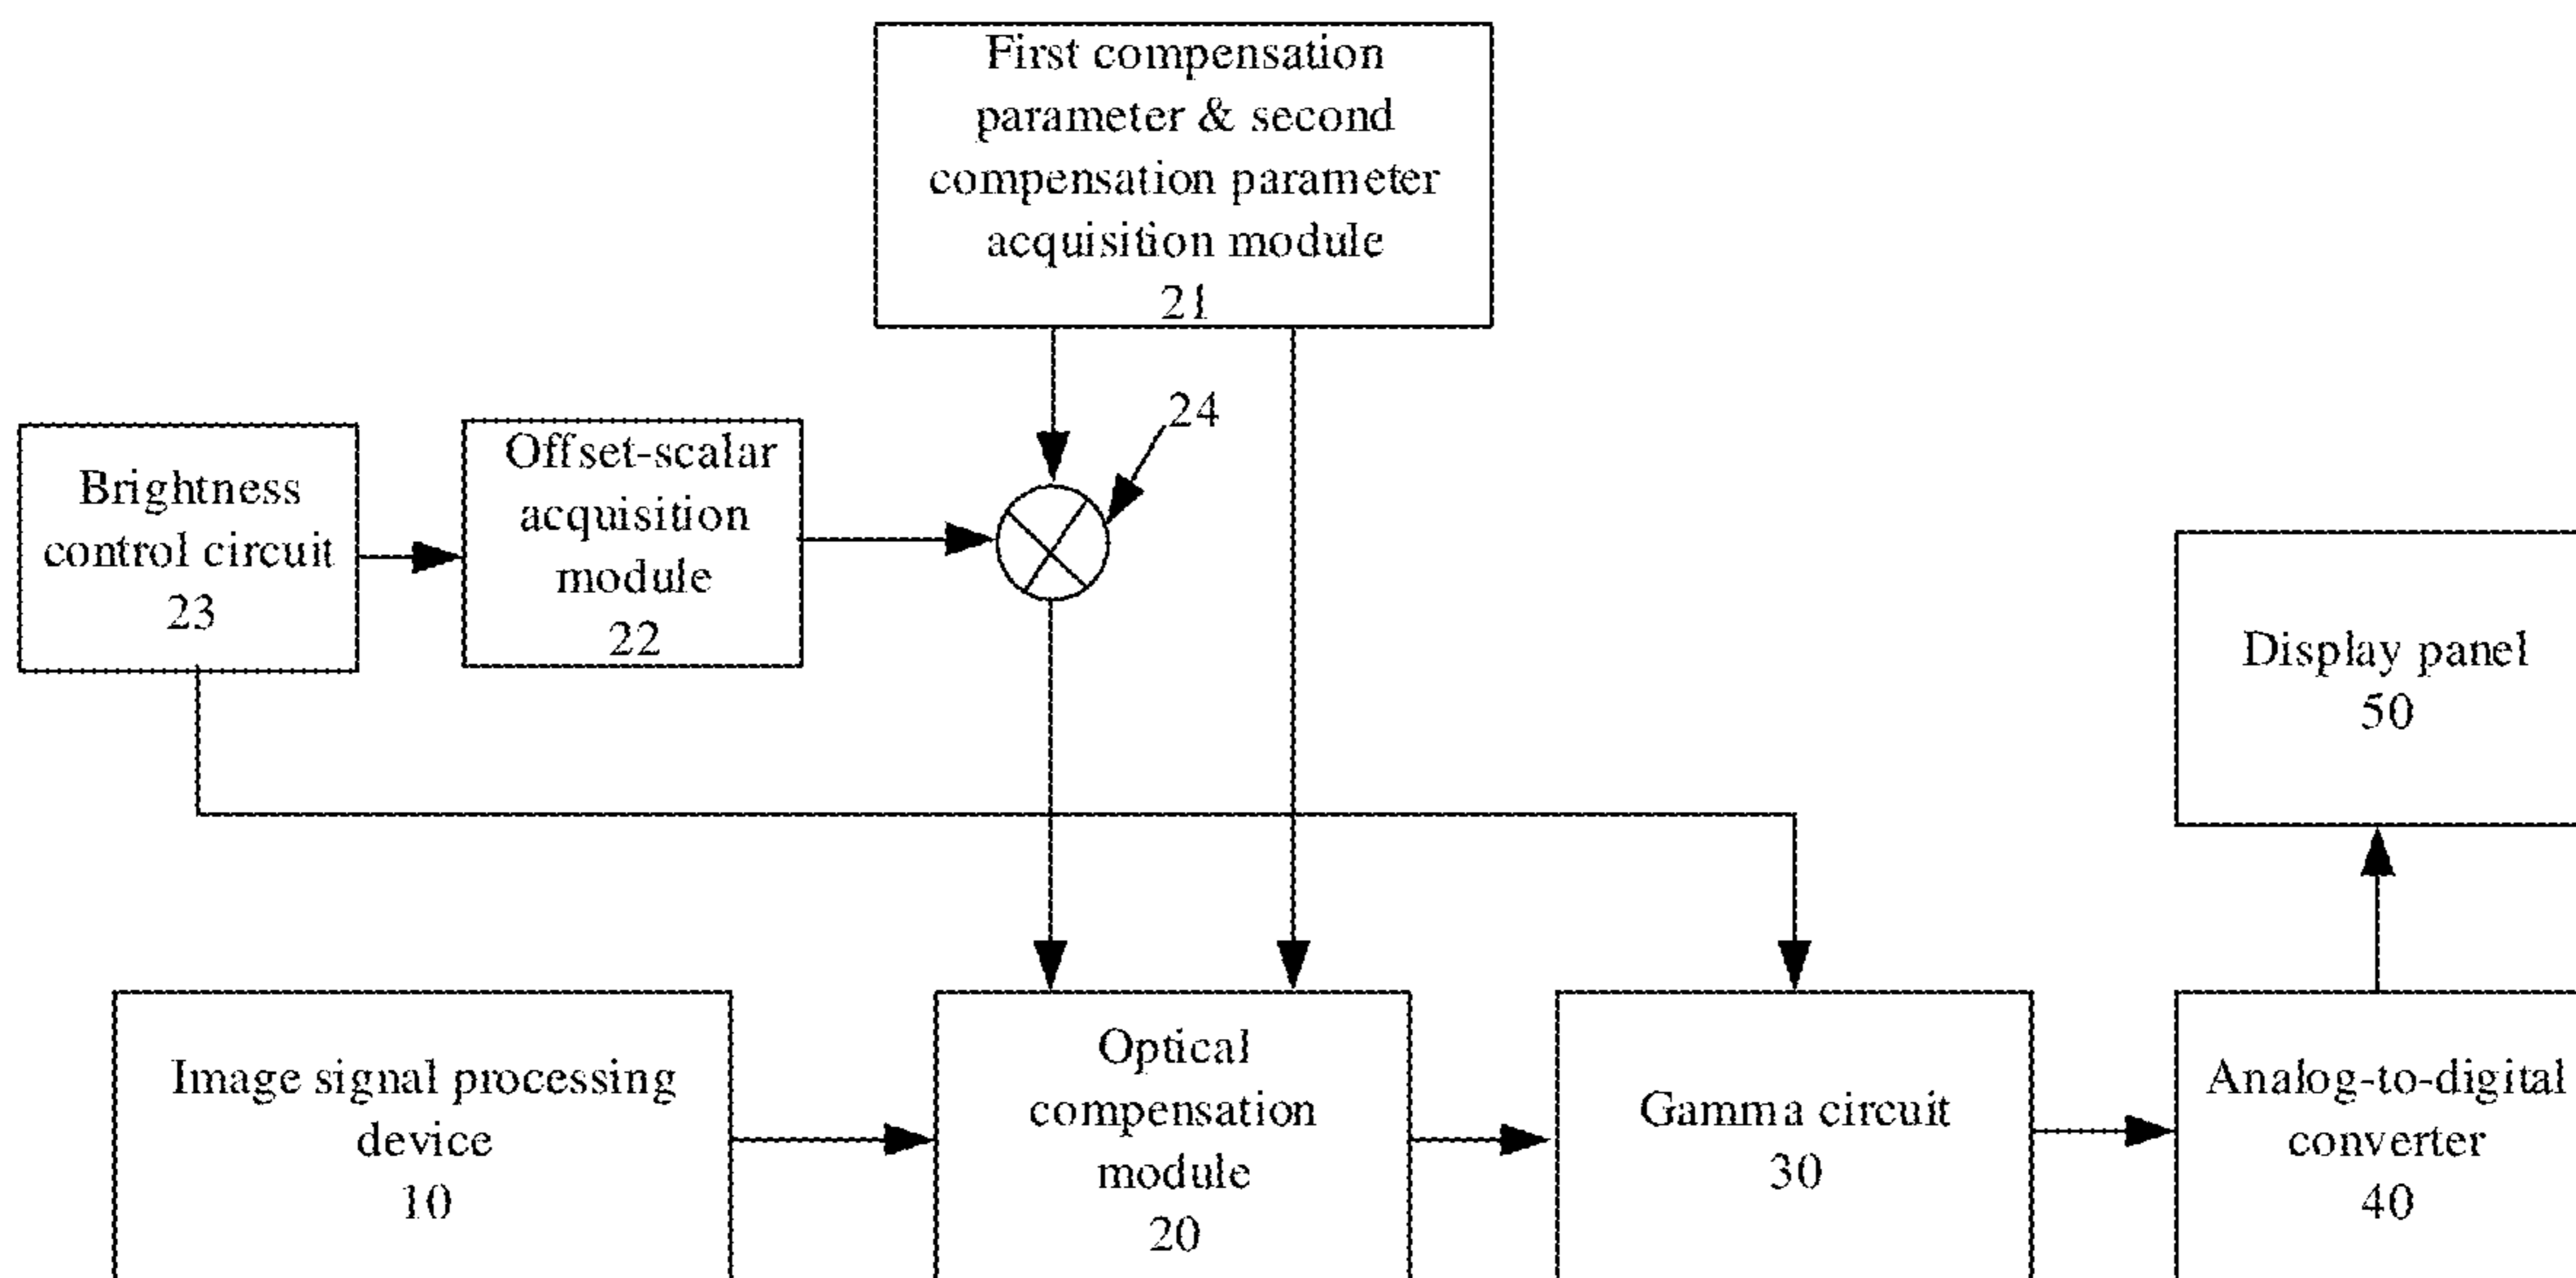 First compensation
parameter & second
compensation parameter
acquisition module
21
24
Brightness
control circuit
23
Offset-scalar
acquisition
module
22
Display panel
50
Image signal processing
device
10
Optical
compensation
module
20
Gamma circuit
30
Analog-to-digital
converter
40